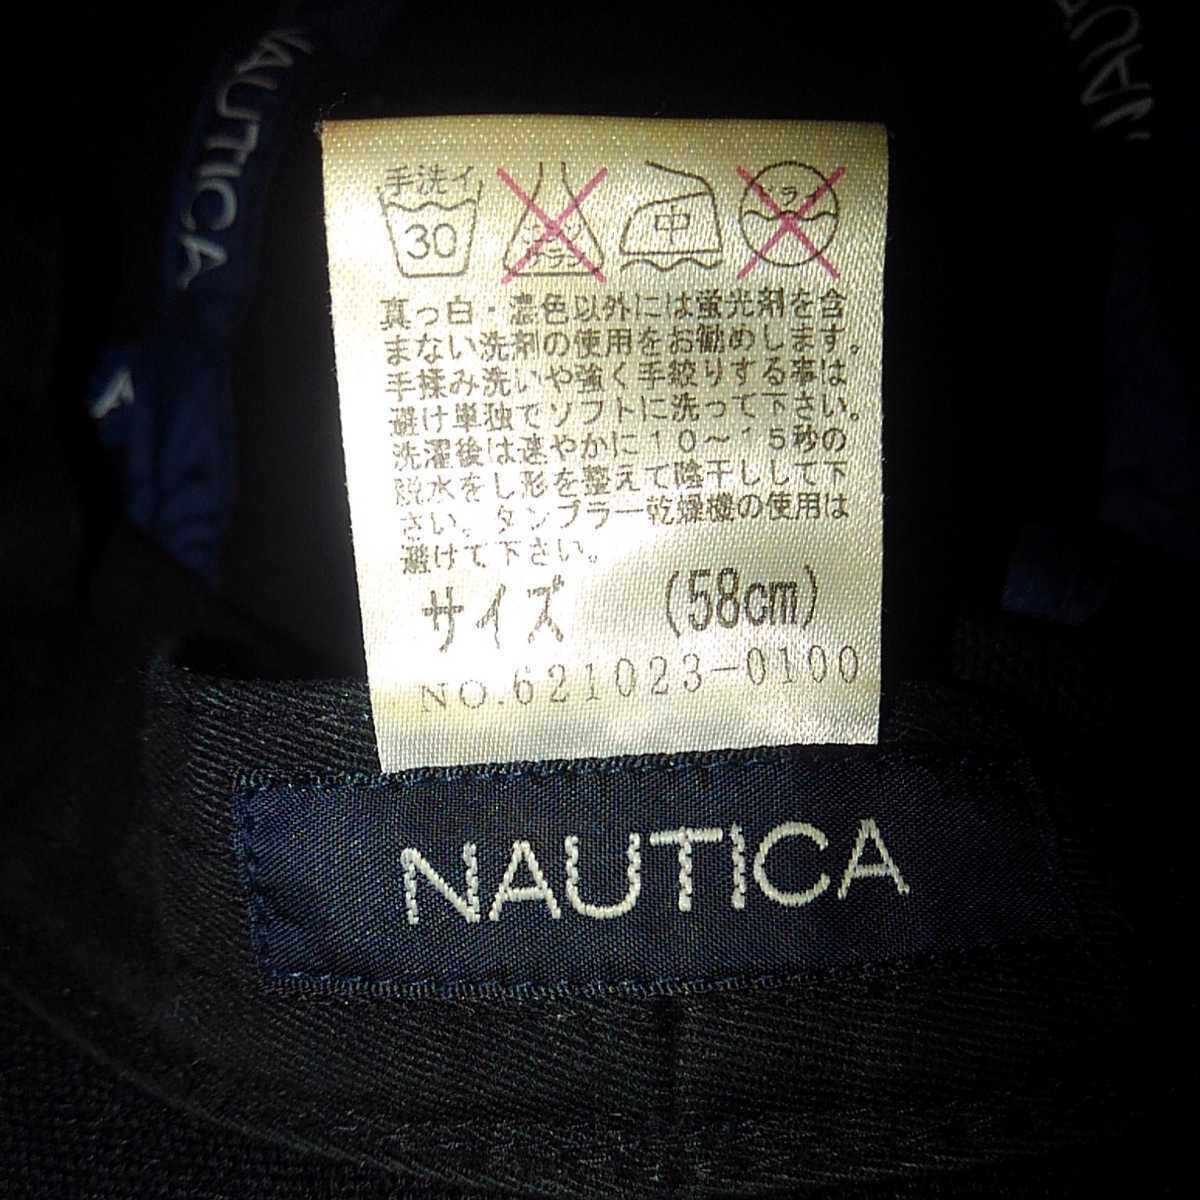 NAUTICA
NAU
手洗イ
30
中
ドライ
真っ白・濃色以外には蛍光剤を含
まない洗剤の使用をお勧めします。
手揉み洗いや強く手絞りする事は
避け単独でソフトに洗って下さい。
洗濯後は速やかに10～15秒の
脱水をし形を整えて陰干しして下
さい。タンブラー乾燥機の使用は
避けて下さい。
サイズ (58cm)
NO.621023-0100
NAUTICA